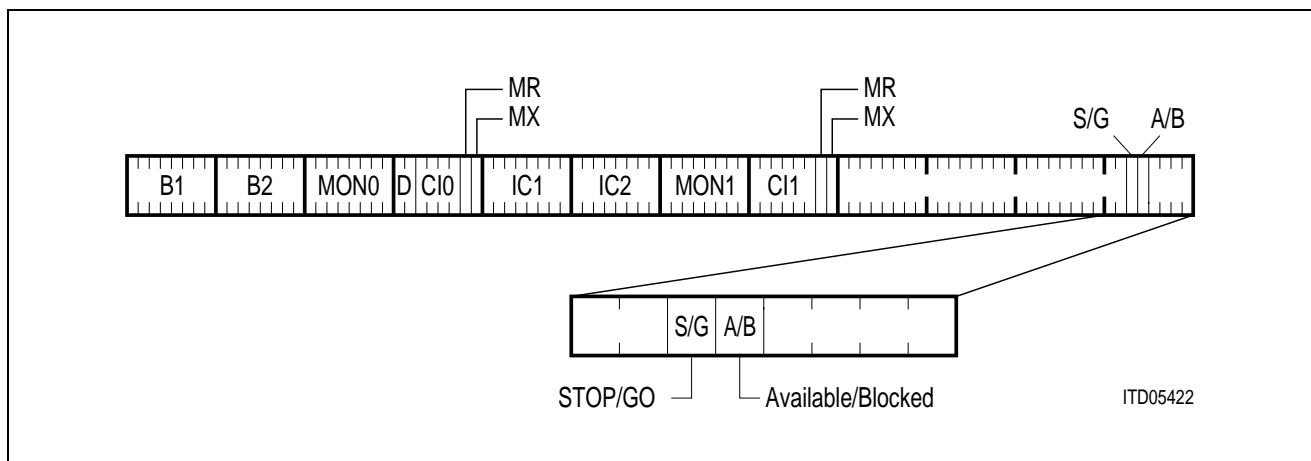 MR
MX
MR
MX
S/G A/B
B1 B2 MON0 D CI0 IC1 IC2 MON1 CI1
S/G A/B
STOP/GO Available/Blocked
ITD05422